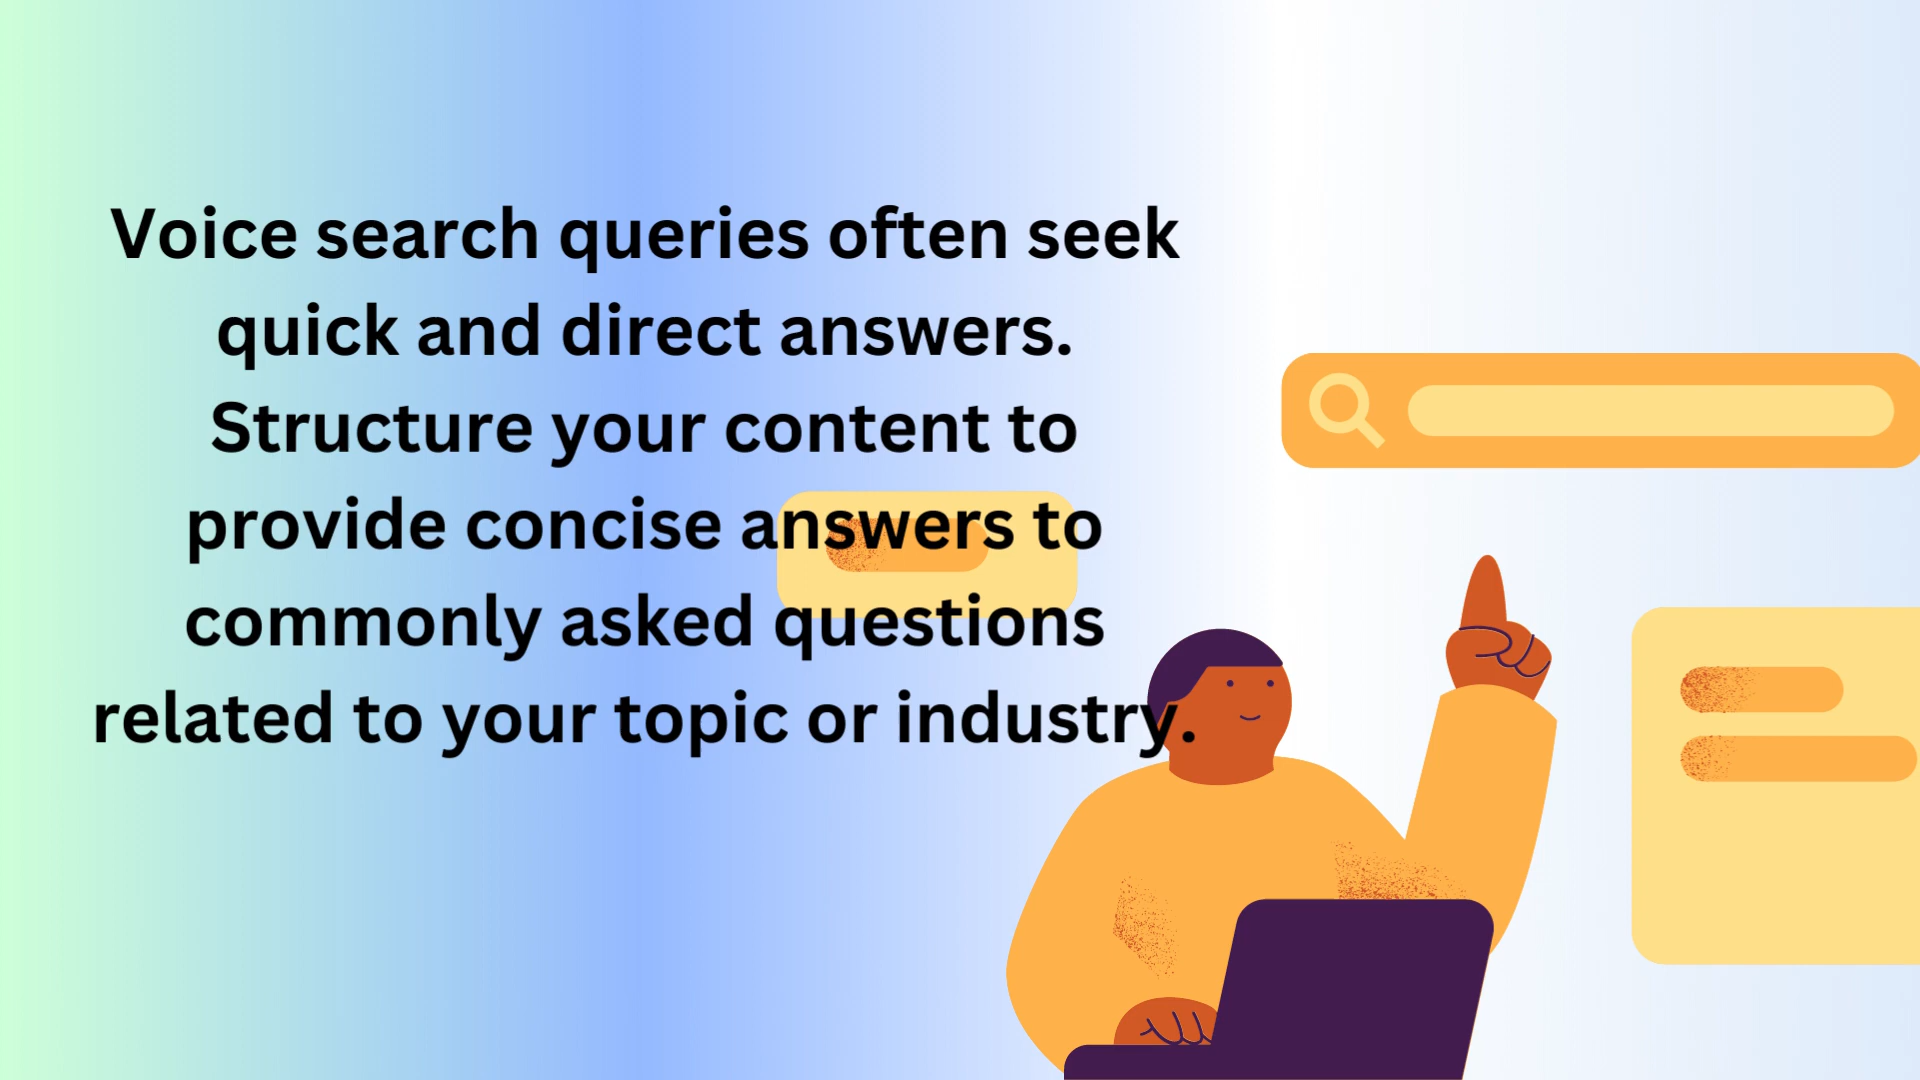 Voice search queries often seek
quick and direct answers.
Structure your content to
provide concise answers to
commonly asked questions
related to your topic or industry.